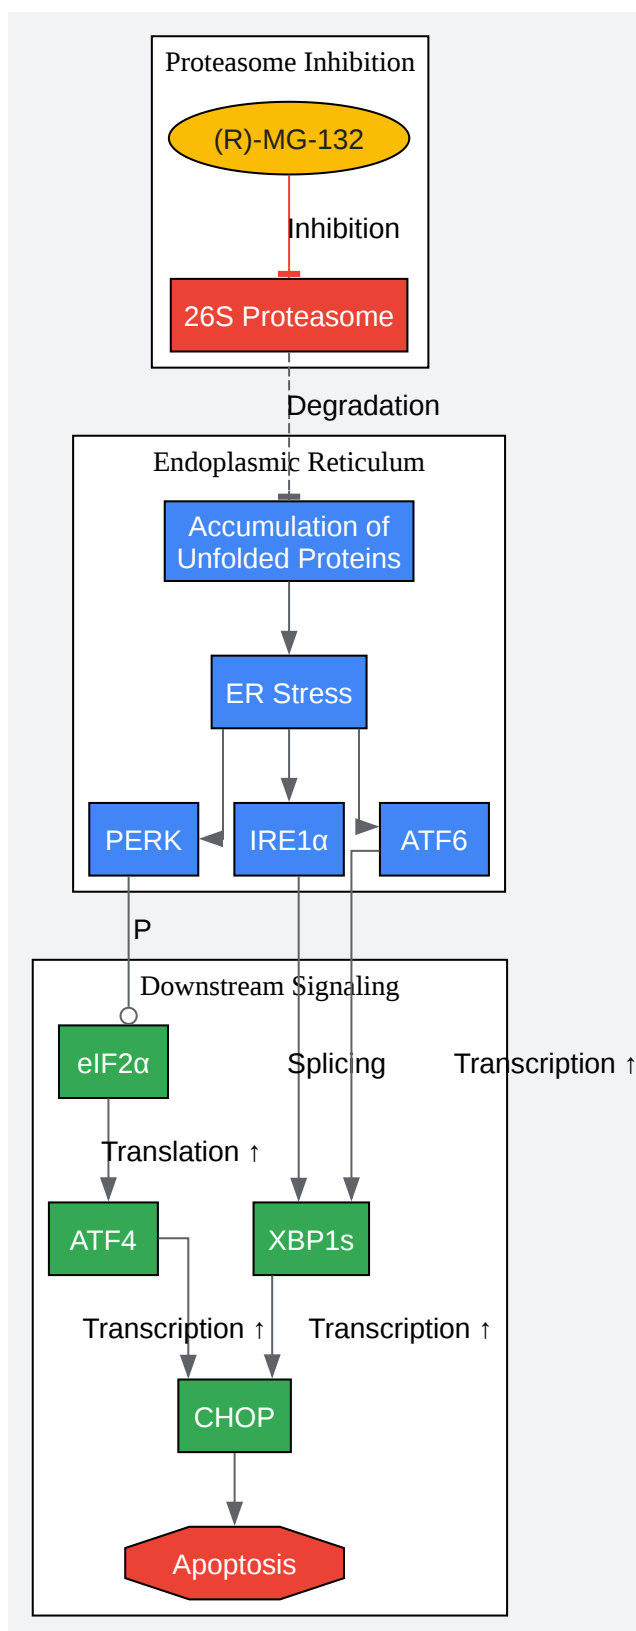 Proteasome Inhibition
(R)-MG-132
Inhibition
26S Proteasome
Degradation
Endoplasmic Reticulum
Accumulation of
Unfolded Proteins
ER Stress
PERK
IRE1α
ATF6
P
Downstream Signaling
eIF2α
Splicing
Transcription ↑
Translation ↑
ATF4
XBP1s
Transcription ↑
Transcription ↑
CHOP
Apoptosis